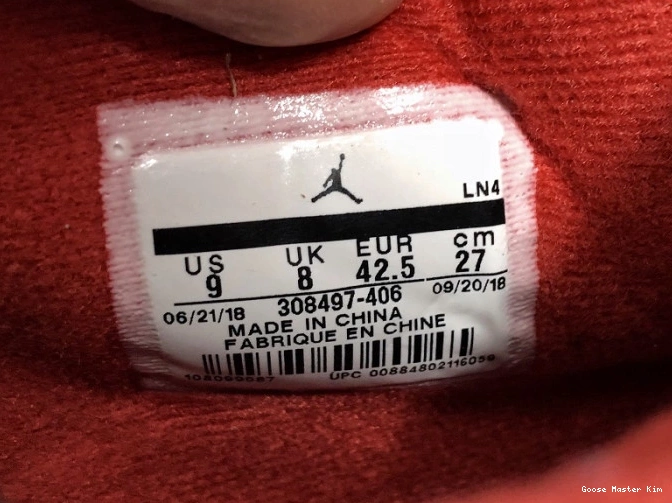 LN4
US UK EUR cm
9 8 42.5 27
06/21/18 308497-406 09/20/18
MADE IN CHINA
FABRIQUE EN CHINE
UPC 00884802116059
Goose Master Kim